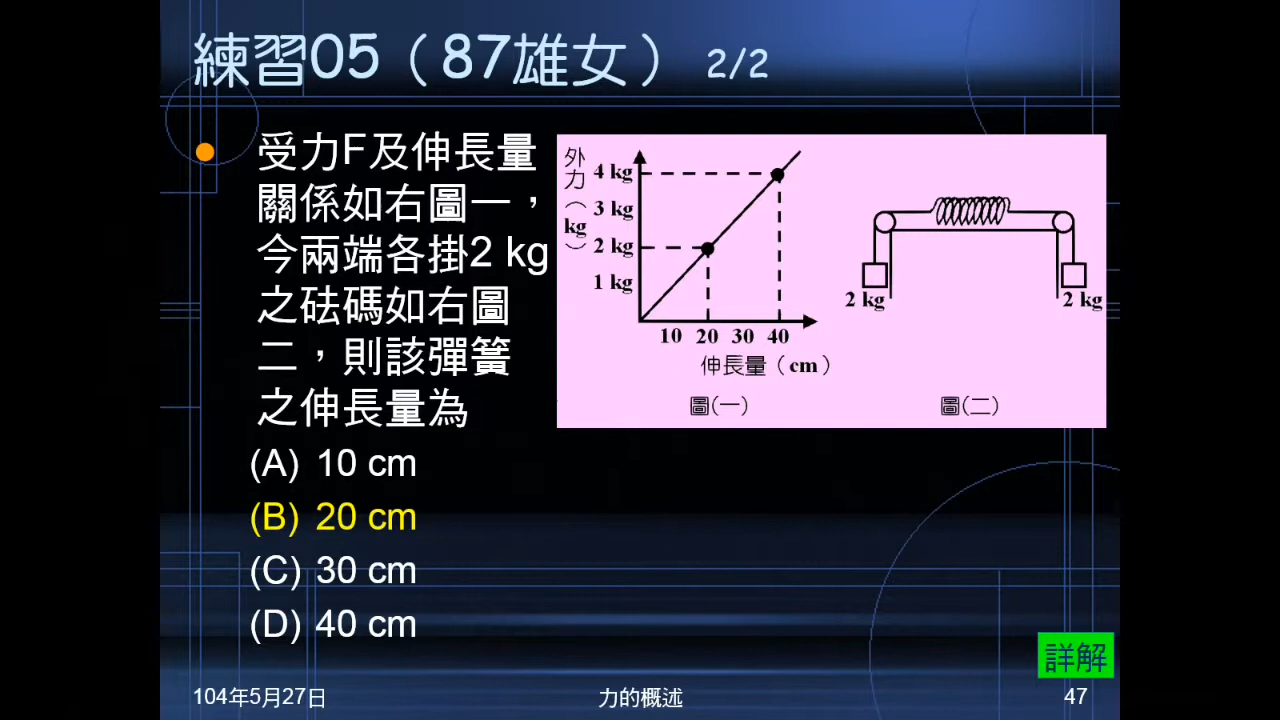 練習05（87雄女） 2/2
受力F及伸長量
關係如右圖一，
今兩端各掛2 kg
之砝碼如右圖
二，則該彈簧
之伸長量為
(A) 10 cm
(B) 20 cm
(C) 30 cm
(D) 40 cm
外力（kg）
4 kg
3 kg
2 kg
1 kg
10 20 30 40
伸長量（cm）
圖(一)
2 kg
2 kg
圖(二)
詳解
104年5月27日
力的概述
47